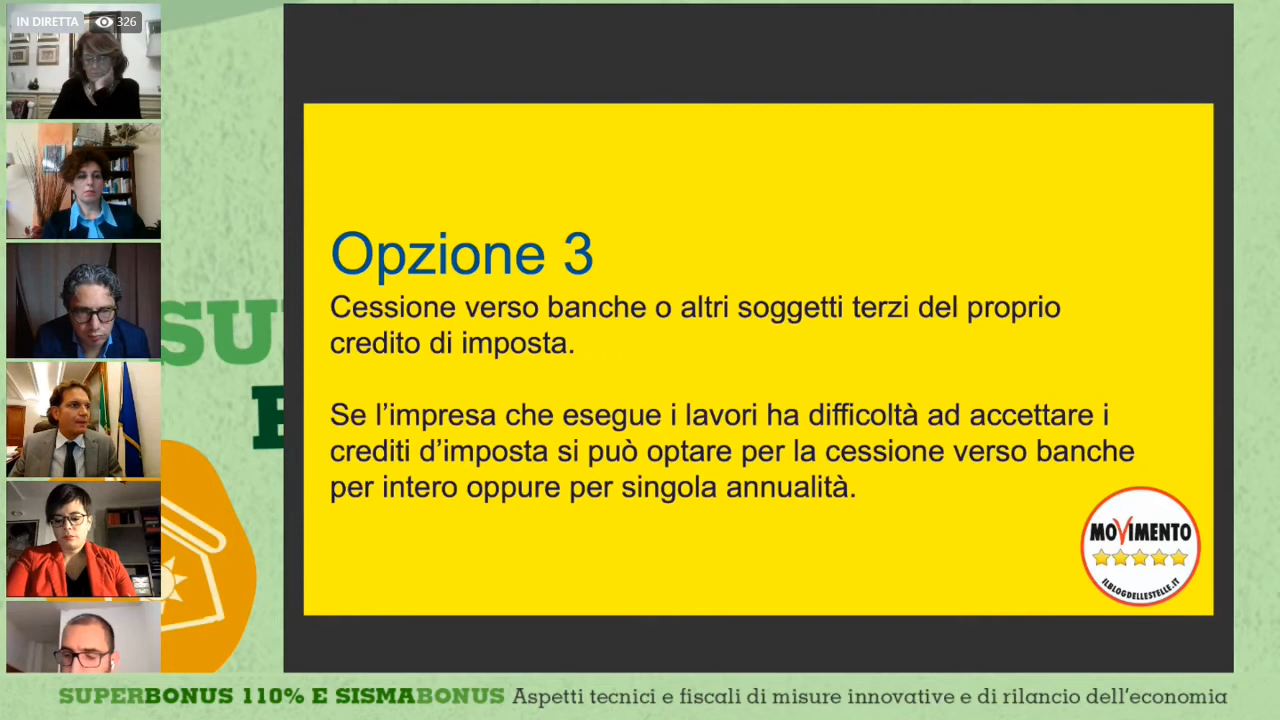 IN DIRETTA 326
SU
Opzione 3
Cessione verso banche o altri soggetti terzi del proprio
credito di imposta.
Se l'impresa che esegue i lavori ha difficoltà ad accettare i
crediti d'imposta si può optare per la cessione verso banche
per intero oppure per singola annualità.
MOVIMENTO
ILBLOGDELLESTELLE.IT
SUPERBONUS 110% E SISMABONUS Aspetti tecnici e fiscali di misure innovative e di rilancio dell'economia